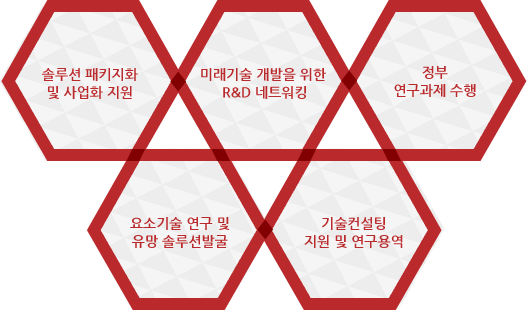 솔루션 패키지화
및 사업화 지원
미래기술 개발을 위한
R&D 네트워킹
정부
연구과제 수행
요소기술 연구 및
유망 솔루션발굴
기술컨설팅
지원 및 연구용역